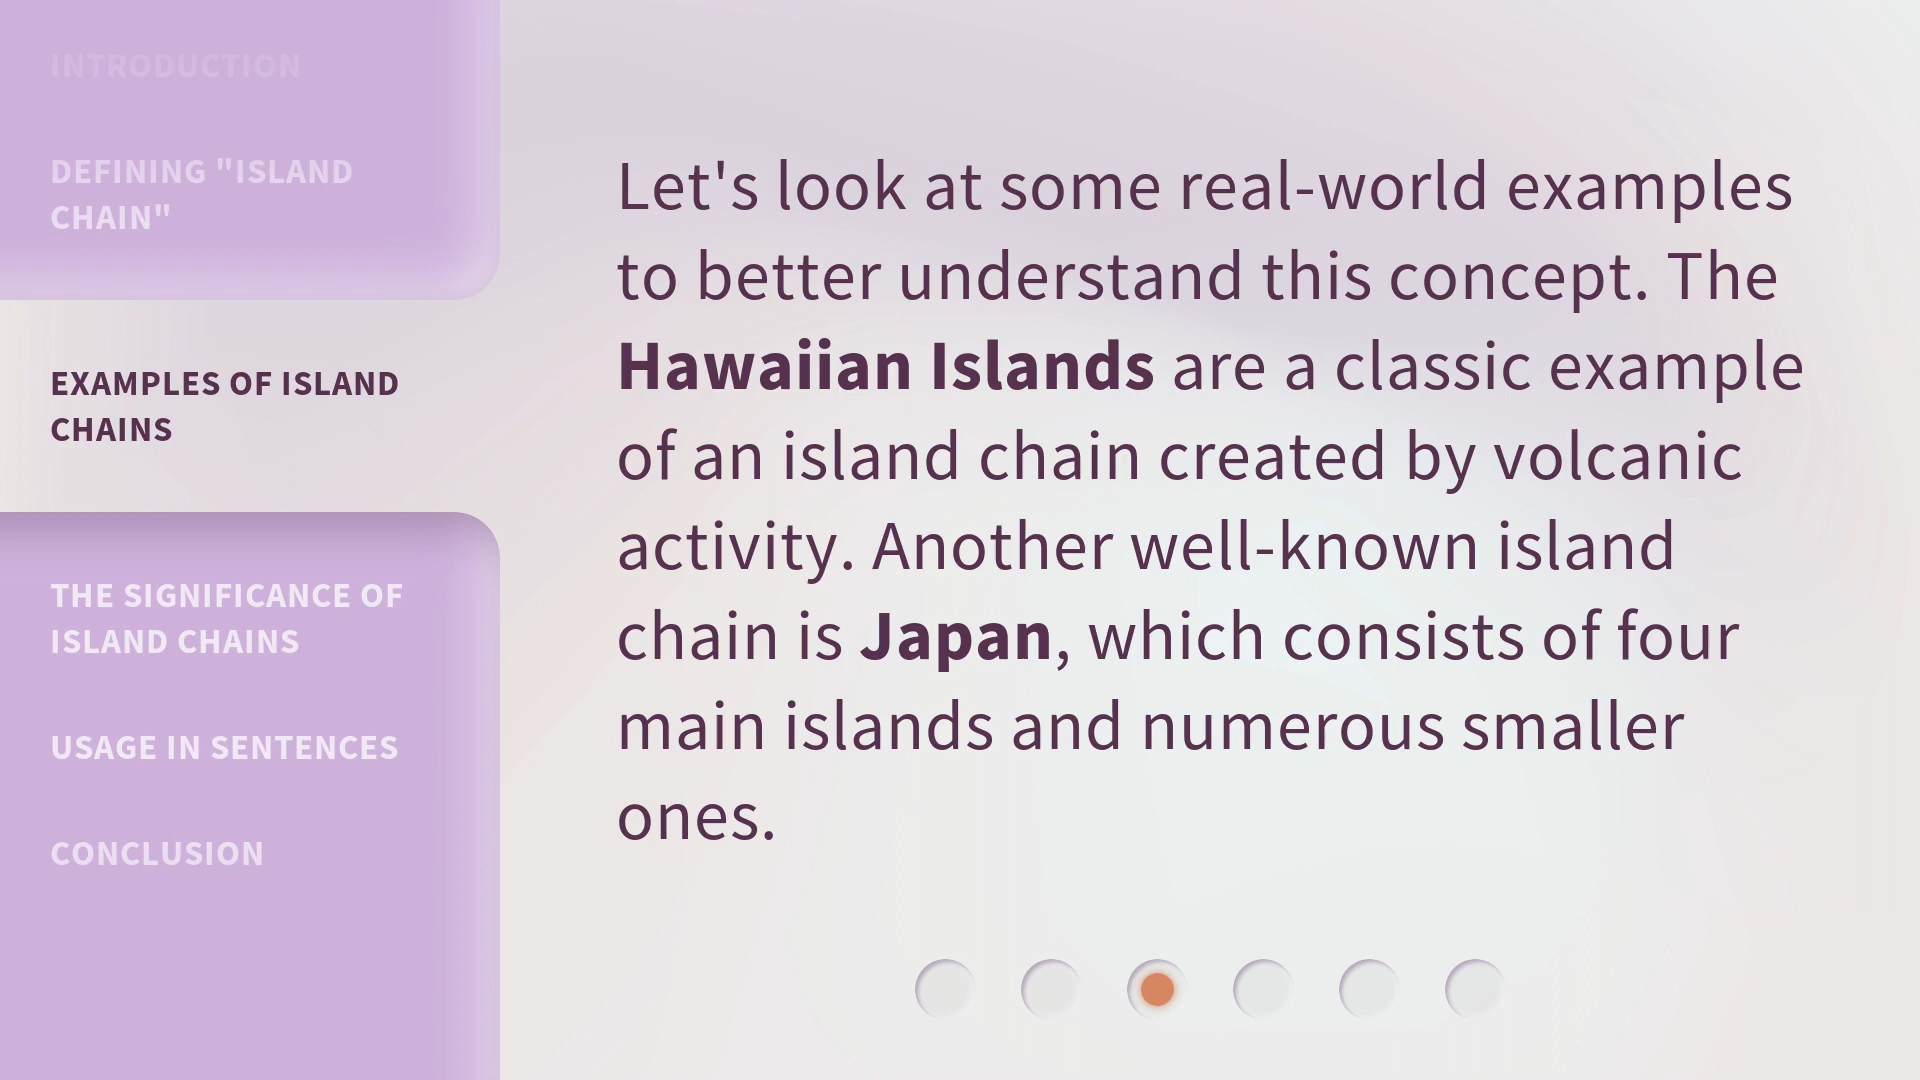 INTRODUCTION
DEFINING "ISLAND
CHAIN"
EXAMPLES OF ISLAND
CHAINS
THE SIGNIFICANCE OF
ISLAND CHAINS
USAGE IN SENTENCES
CONCLUSION
Let's look at some real-world examples
to better understand this concept. The
Hawaiian Islands are a classic example
of an island chain created by volcanic
activity. Another well-known island
chain is Japan, which consists of four
main islands and numerous smaller
ones.